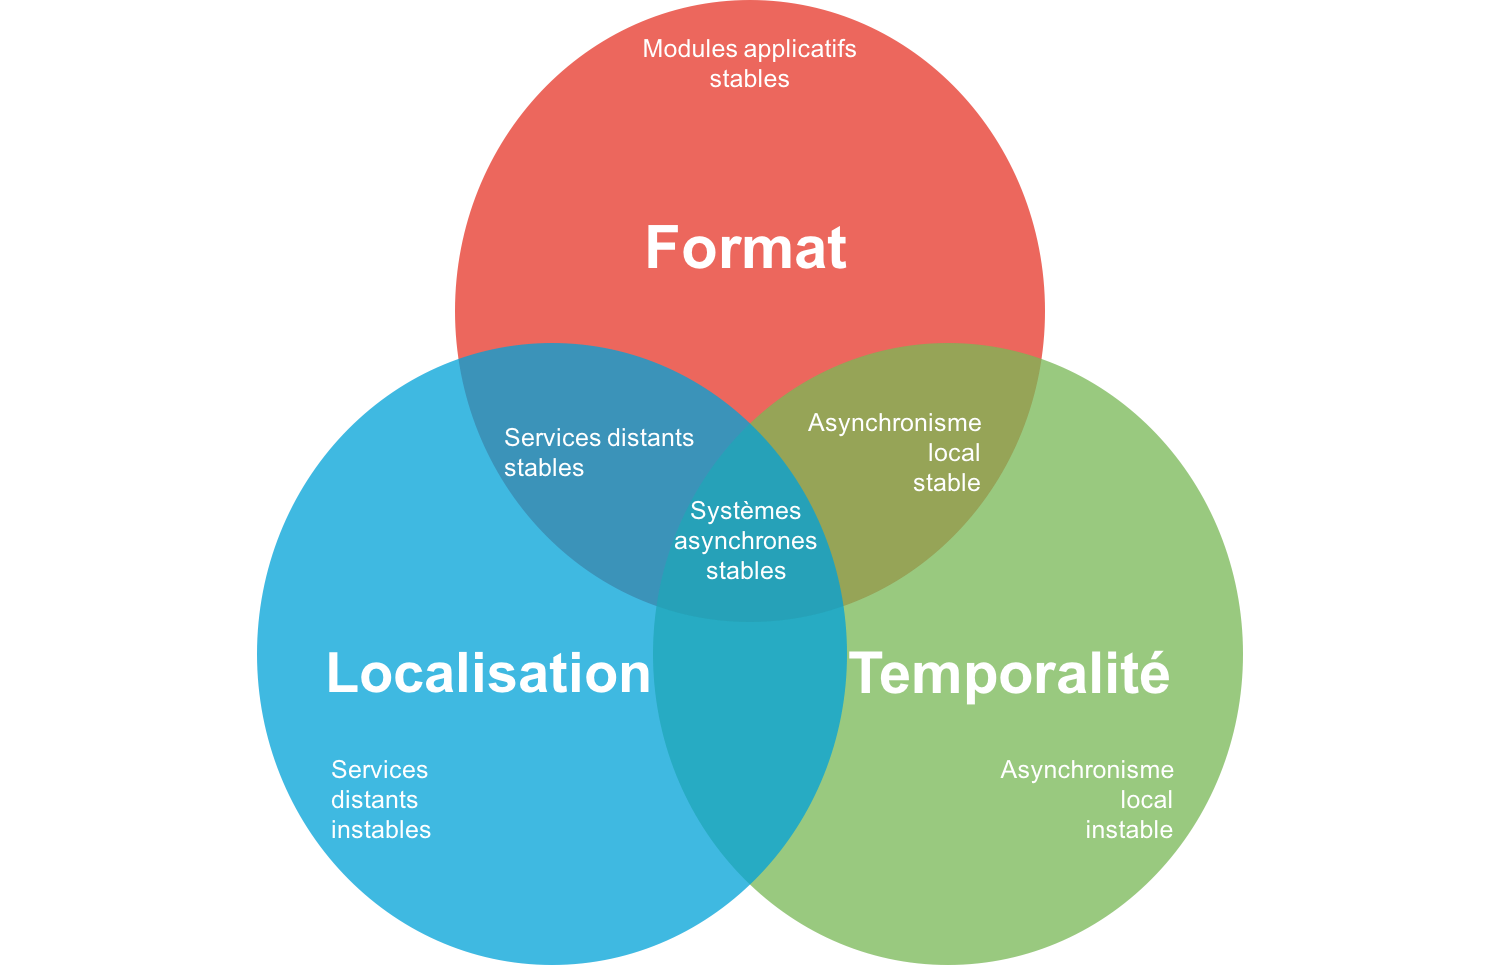 Modules applicatifs
stables
Format
Services distants
stables
Asynchronisme
local
stable
Systèmes
asynchrones
stables
Localisation
Temporalité
Services
distants
instables
Asynchronisme
local
instable